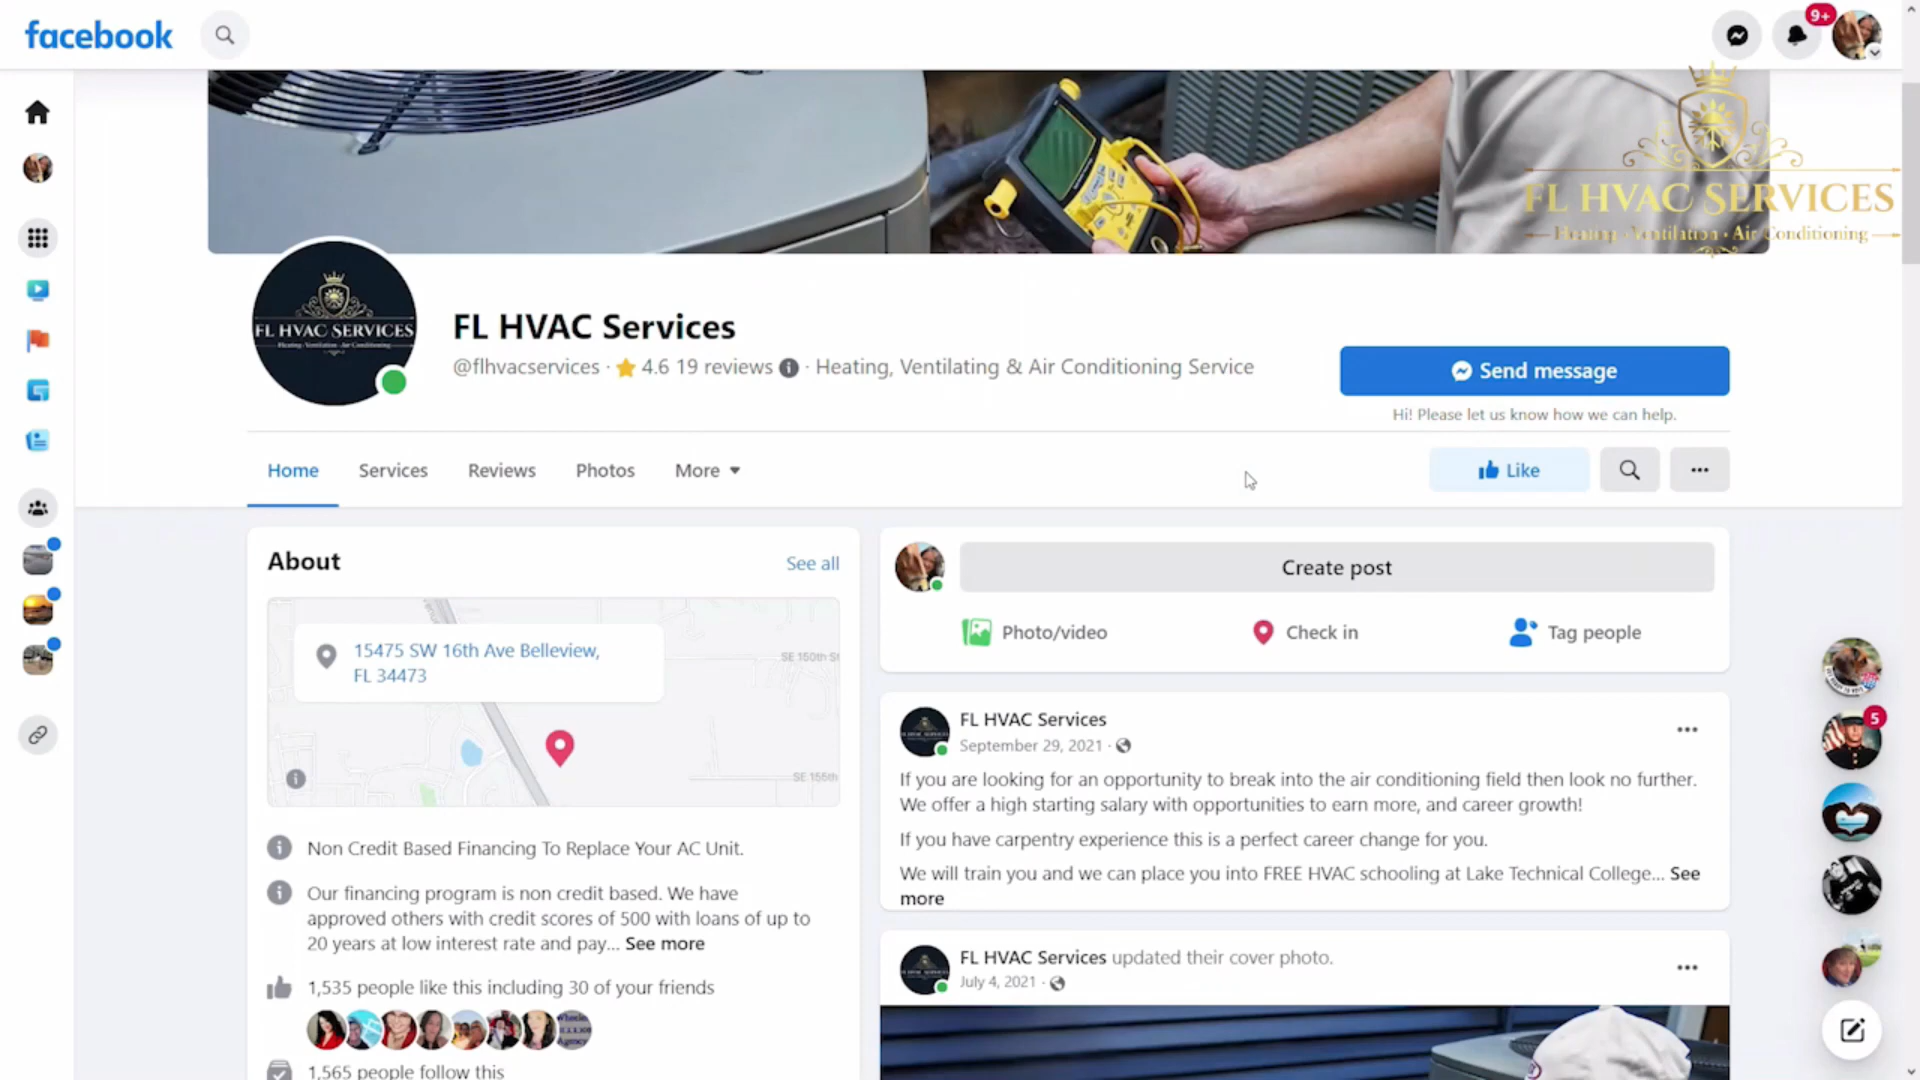 facebook
9+
FL HVAC SERVICES
Heating · Ventilation · Air Conditioning
FL HVAC SERVICES
Heating · Ventilation · Air Conditioning
FL HVAC Services
@flhvacservices · 4.6 19 reviews · Heating, Ventilating & Air Conditioning Service
Send message
Hi! Please let us know how we can help.
Home Services Reviews Photos More
Like
About
See all
15475 SW 16th Ave Belleview,
FL 34473
SE 150th St
SE 155th
Non Credit Based Financing To Replace Your AC Unit.
Our financing program is non credit based. We have
approved others with credit scores of 500 with loans of up to
20 years at low interest rate and pay... See more
1,535 people like this including 30 of your friends
1,565 people follow this
Create post
Photo/video
Check in
Tag people
FL HVAC Services
September 29, 2021 ·
If you are looking for an opportunity to break into the air conditioning field then look no further.
We offer a high starting salary with opportunities to earn more, and career growth!
If you have carpentry experience this is a perfect career change for you.
We will train you and we can place you into FREE HVAC schooling at Lake Technical College... See
more
FL HVAC Services updated their cover photo.
July 4, 2021 ·
5